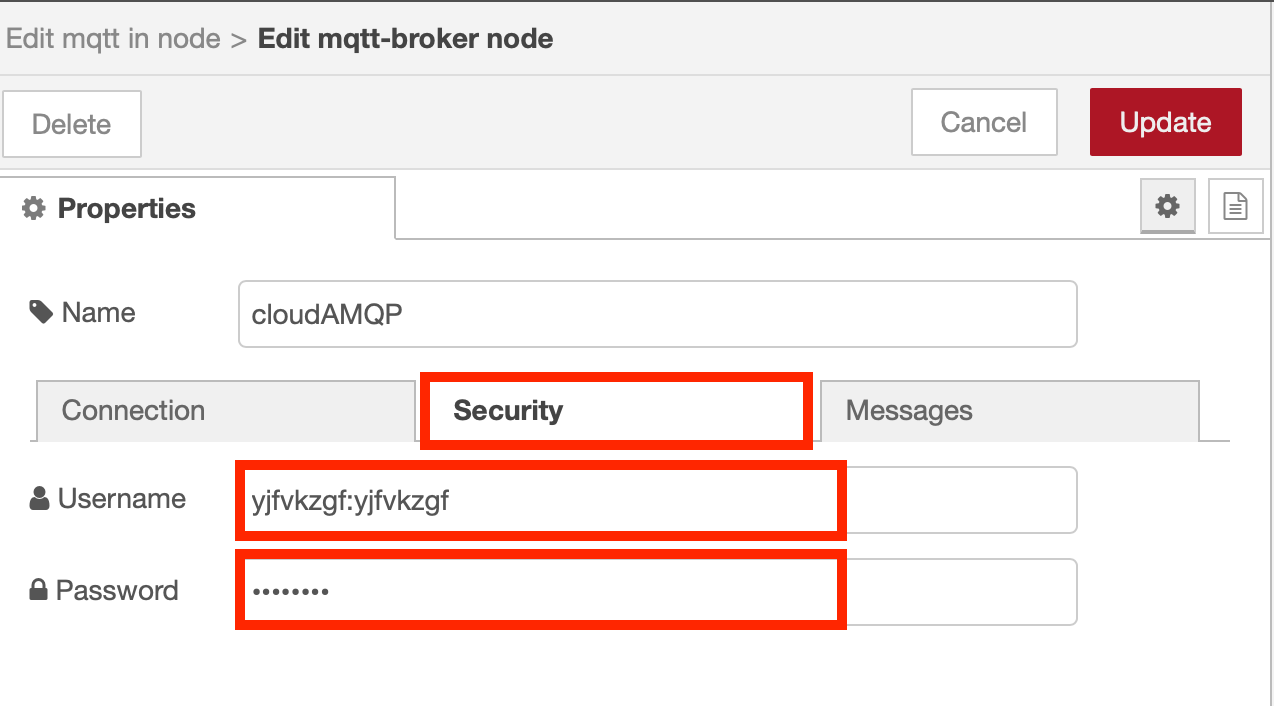 Edit mqtt in node > Edit mqtt-broker node
Delete Cancel Update
Properties
Name cloudAMQP
Connection Security Messages
Username yjfvkzgf:yjfvkzgf
Password ••••••••